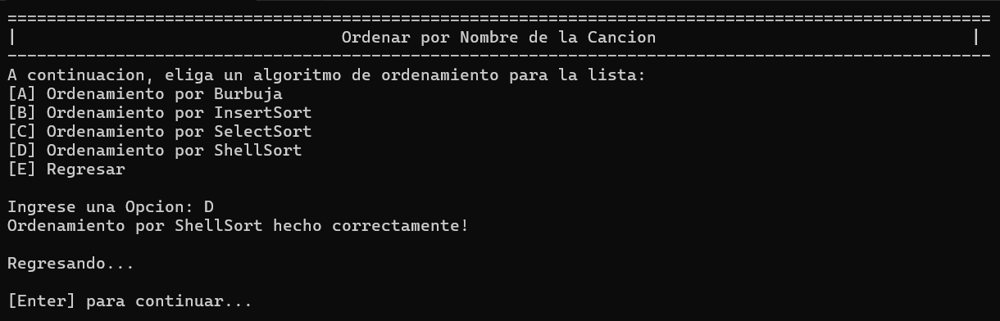 ====================================================================================================
|                                 Ordenar por Nombre de la Cancion                                |
----------------------------------------------------------------------------------------------------
A continuacion, eliga un algoritmo de ordenamiento para la lista:
[A] Ordenamiento por Burbuja
[B] Ordenamiento por InsertSort
[C] Ordenamiento por SelectSort
[D] Ordenamiento por ShellSort
[E] Regresar
Ingrese una Opcion: D
Ordenamiento por ShellSort hecho correctamente!
Regresando...
[Enter] para continuar...